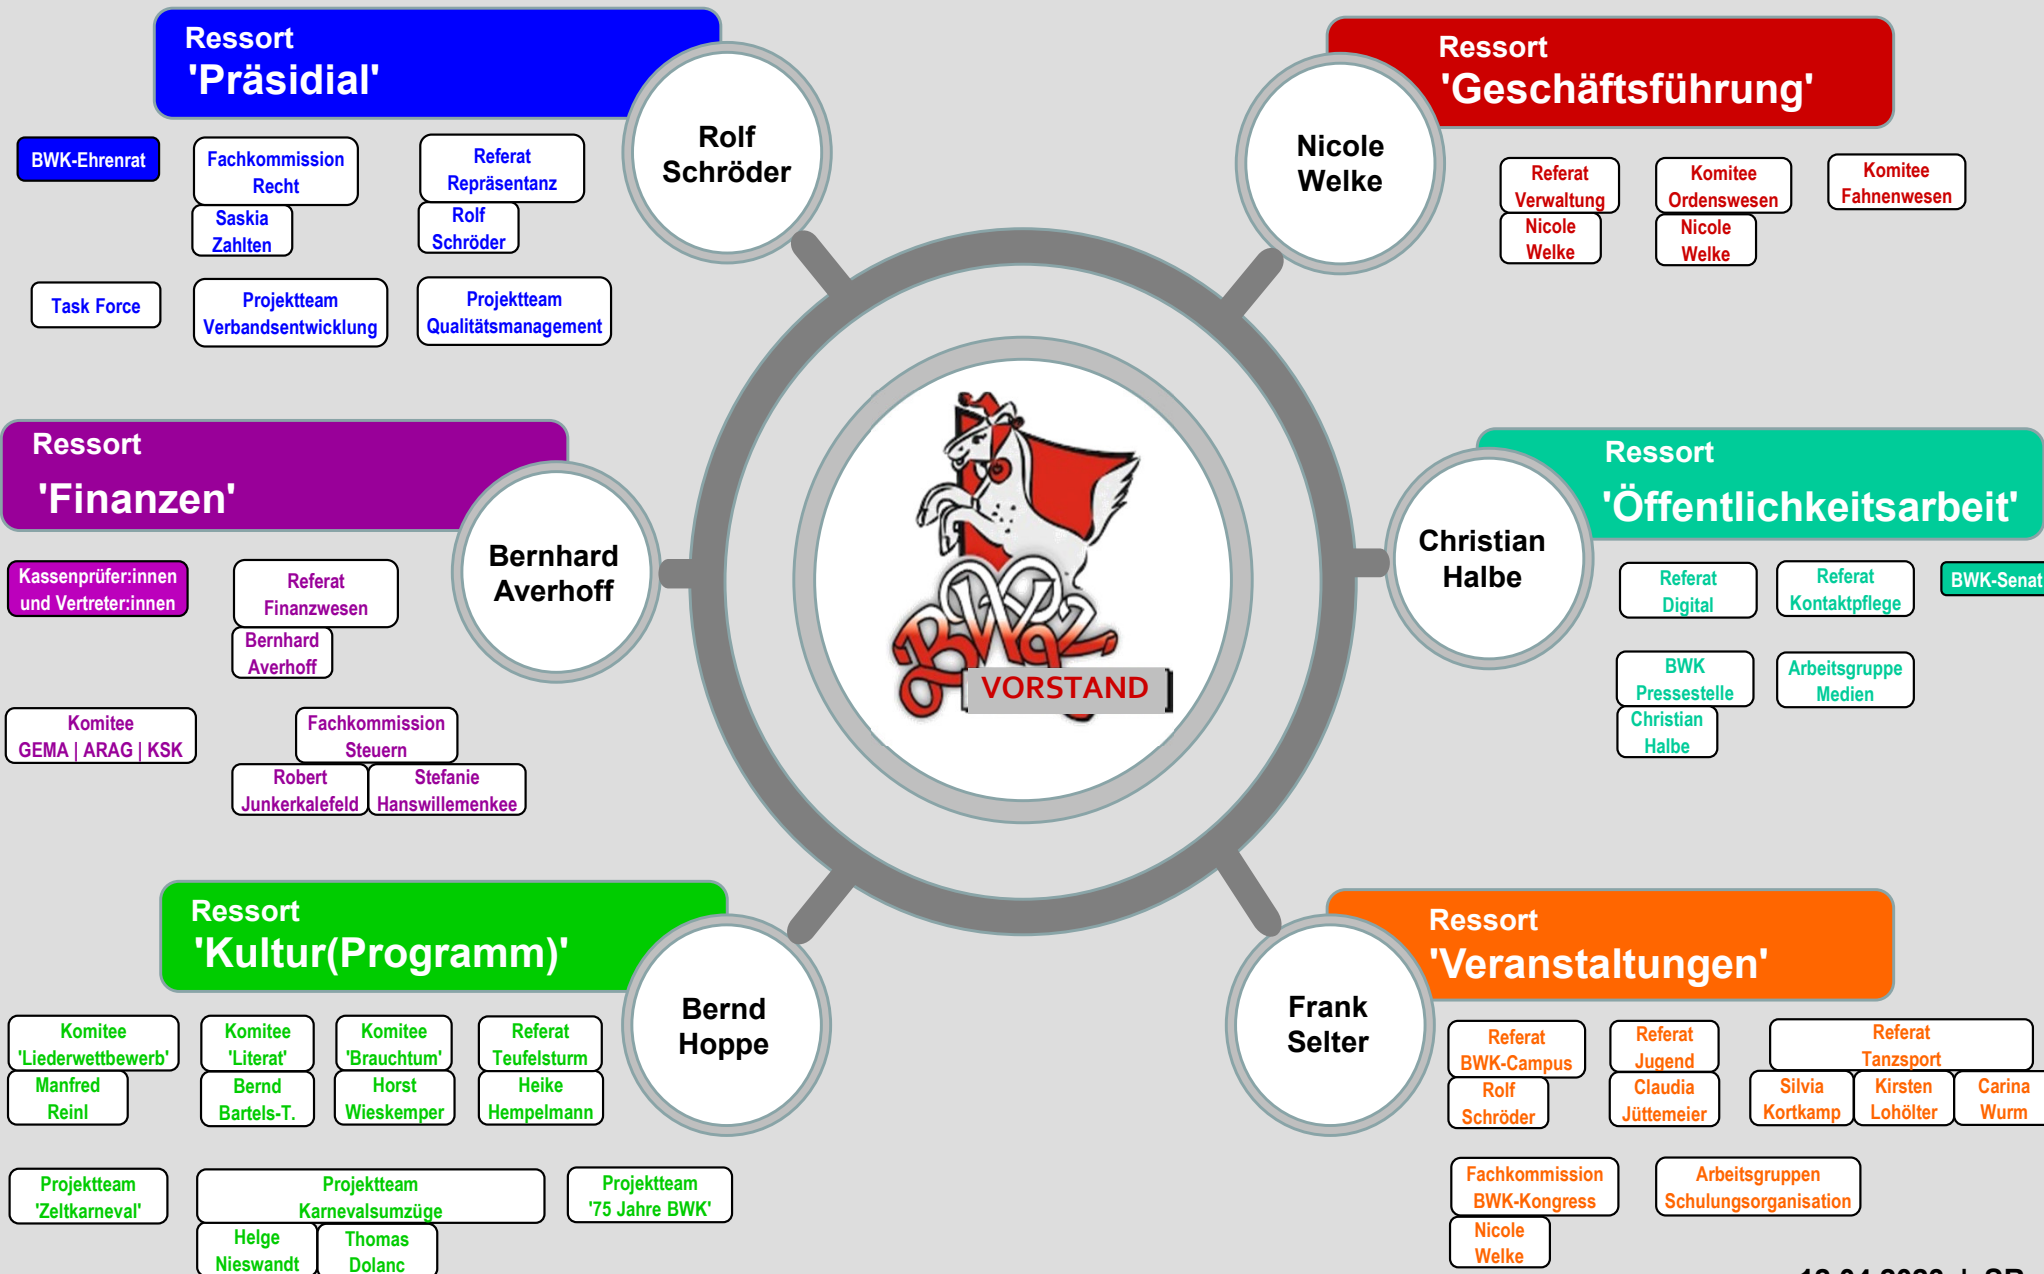 Ressort
'Präsidial'
Rolf
Schröder
BWK-Ehrenrat
Fachkommission
Recht
Saskia
Zahlten
Referat
Repräsentanz
Rolf
Schröder
Task Force
Projektteam
Verbandsentwicklung
Projektteam
Qualitätsmanagement
Ressort
'Geschäftsführung'
Nicole
Welke
Referat
Verwaltung
Nicole
Welke
Komitee
Ordenswesen
Nicole
Welke
Komitee
Fahnenwesen
Ressort
'Finanzen'
Bernhard
Averhoff
Kassenprüfer:innen
und Vertreter:innen
Referat
Finanzwesen
Bernhard
Averhoff
Komitee
GEMA | ARAG | KSK
Fachkommission
Steuern
Robert
Junkerkalefeld
Stefanie
Hanswillemenkee
BWK
VORSTAND
Ressort
'Öffentlichkeitsarbeit'
Christian
Halbe
Referat
Digital
Referat
Kontaktpflege
BWK-Senat
BWK
Pressestelle
Christian
Halbe
Arbeitsgruppe
Medien
Ressort
'Kultur(Programm)'
Bernd
Hoppe
Komitee
'Liederwettbewerb'
Manfred
Reinl
Komitee
'Literat'
Bernd
Bartels-T.
Komitee
'Brauchtum'
Horst
Wieskemper
Referat
Teufelsturm
Heike
Hempelmann
Projektteam
'Zeltkarneval'
Projektteam
Karnevalsumzüge
Helge
Nieswandt
Thomas
Dolanc
Projektteam
'75 Jahre BWK'
Ressort
'Veranstaltungen'
Frank
Selter
Referat
BWK-Campus
Rolf
Schröder
Referat
Jugend
Claudia
Jüttemeier
Referat
Tanzsport
Silvia
Kortkamp
Kirsten
Lohölter
Carina
Wurm
Fachkommission
BWK-Kongress
Nicole
Welke
Arbeitsgruppen
Schulungsorganisation